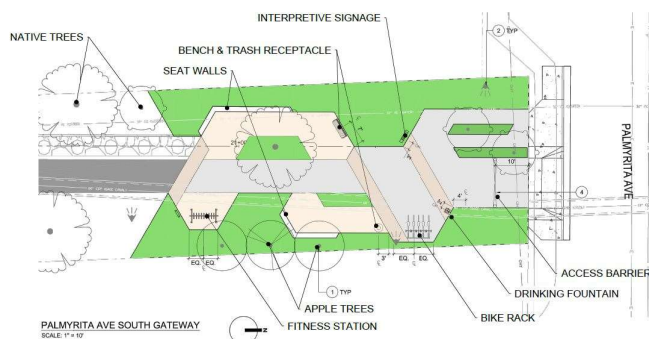 INTERPRETIVE SIGNAGE
2 TYP
NATIVE TREES
BENCH & TRASH RECEPTACLE
SEAT WALLS
PALMYRITA AVE
21+00
10'
4'
4
3'
EQ. EQ.
EQ. EQ.
ACCESS BARRIER
1 TYP
DRINKING FOUNTAIN
APPLE TREES
BIKE RACK
FITNESS STATION
PALMYRITA AVE SOUTH GATEWAY
SCALE: 1" = 10'
N